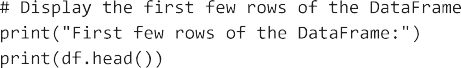 # Display the first few rows of the DataFrame
print("First few rows of the DataFrame:")
print(df.head())